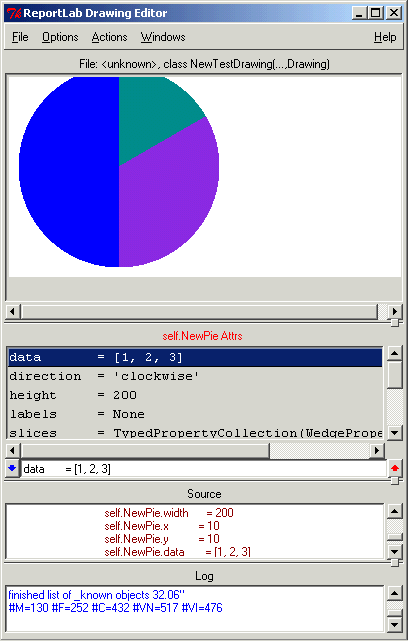 ReportLab Drawing Editor
File Options Actions Windows Help
File: <unknown>, class NewTestDrawing(...,Drawing)
self.NewPie Attrs
data = [1, 2, 3]
direction = 'clockwise'
height = 200
labels = None
slices = TypedPropertyCollection(WedgePrope
data = [1, 2, 3]
Source
self.NewPie.width = 200
self.NewPie.x = 10
self.NewPie.y = 10
self.NewPie.data = [1, 2, 3]
Log
finished list of _known objects 32.06"
#M=130 #F=252 #C=432 #VN=517 #VI=476